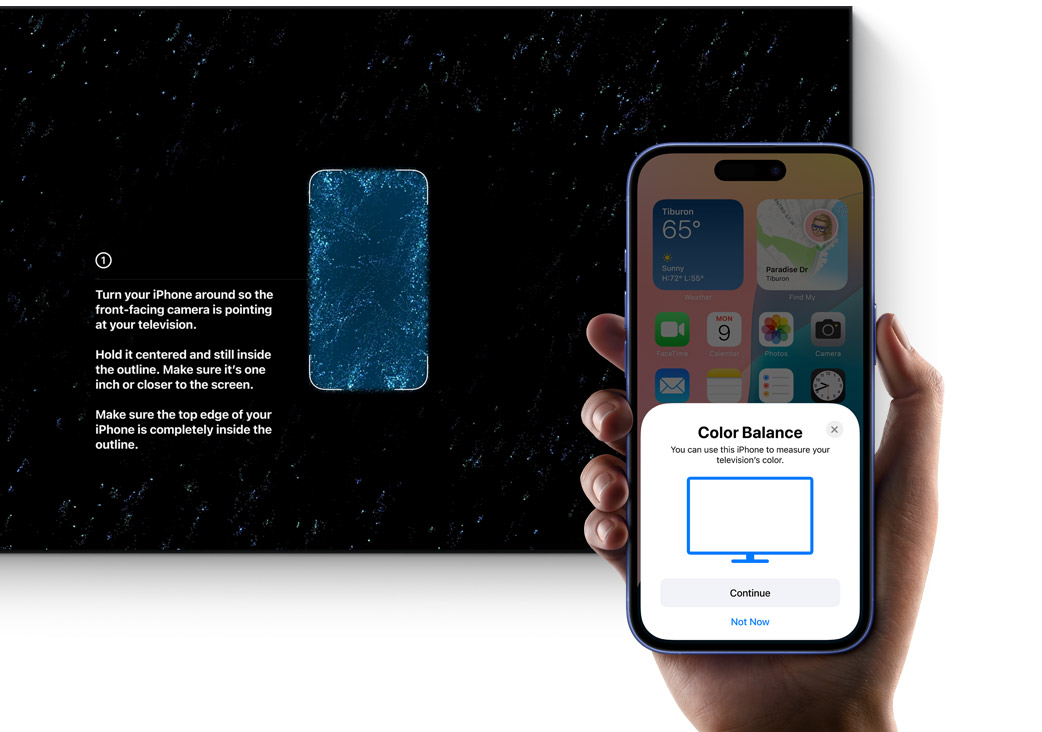 1
Turn your iPhone around so the
front-facing camera is pointing
at your television.
Hold it centered and still inside
the outline. Make sure it's one
inch or closer to the screen.
Make sure the top edge of your
iPhone is completely inside the
outline.
Tiburon
65°
Sunny
H:72° L:55°
Weather
Paradise Dr
Tiburon
Find My
MON
9
FaceTime
Calendar
Photos
Camera
Color Balance
You can use this iPhone to measure your
television's color.
Continue
Not Now